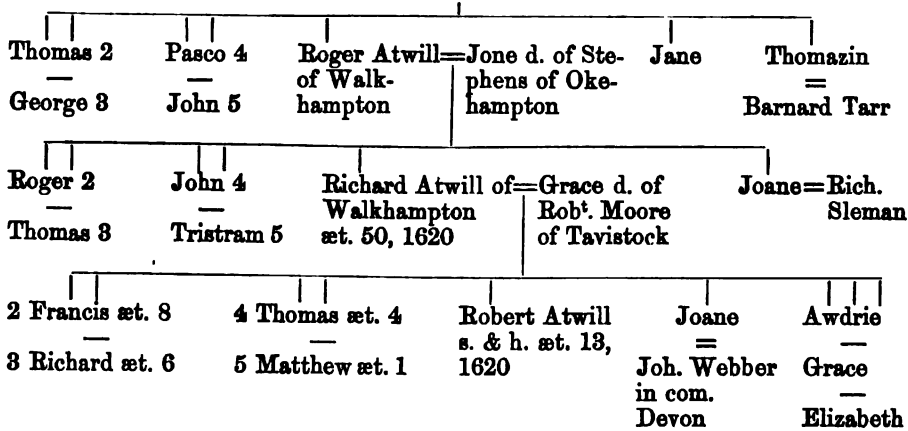 Thomas 2 Pasco 4 Roger Atwill=Jone d. of Ste- Jane Thomazin
— — of Walk- phens of Oke- =
George 3 John 5 hampton hampton Barnard Tarr
Roger 2 John 4 Richard Atwill of=Grace d. of Joane=Rich.
— — Walkhampton Robᵗ. Moore Sleman
Thomas 3 Tristram 5 æt. 50, 1620 of Tavistock
2 Francis æt. 8 4 Thomas æt. 4 Robert Atwill Joane Awdrie
— — s. & h. æt. 13, = —
3 Richard æt. 6 5 Matthew æt. 1 1620 Joh. Webber Grace
in com. —
Devon Elizabeth